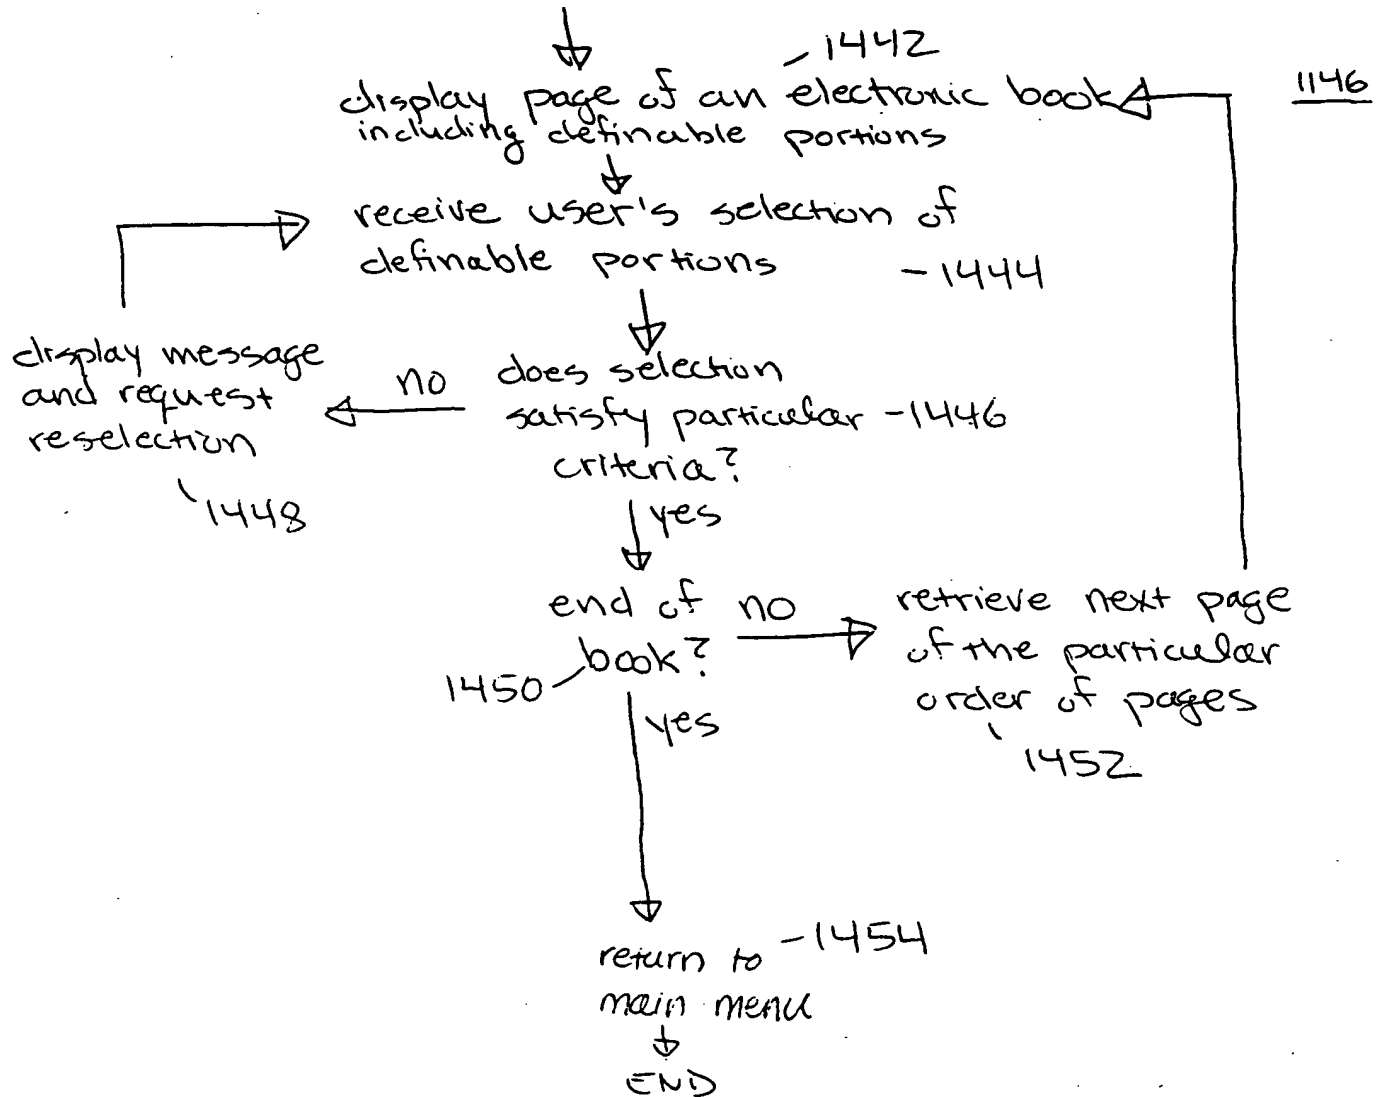 1442
1146
display page of an electronic book
including definable portions
receive user's selection of
definable portions
-1444
display message
and request
reselection
1448
no
does selection
satisfy particular -1446
criteria?
yes
end of
book?
1450
no
retrieve next page
of the particular
order of pages
1452
yes
return to -1454
main menu
END